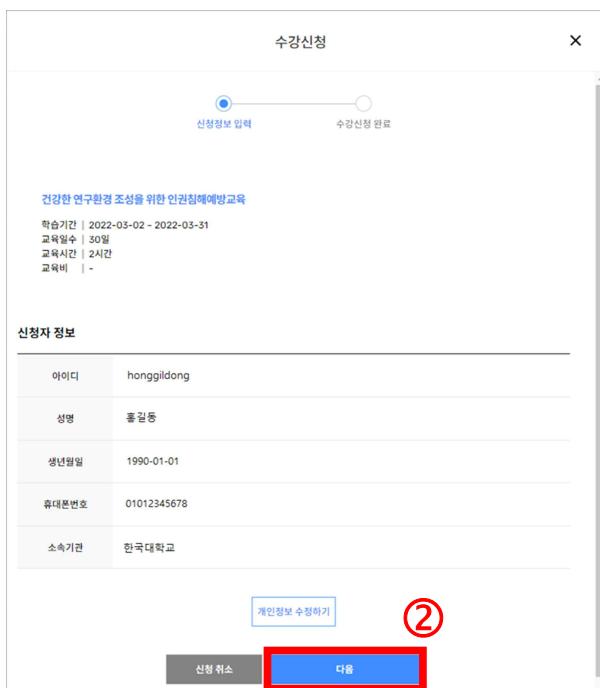 수강신청 ×
신청정보 입력 수강신청 완료
건강한 연구환경 조성을 위한 인권침해예방교육
학습기간 | 2022-03-02 - 2022-03-31
교육일수 | 30일
교육시간 | 2시간
교육비 | -
신청자 정보
아이디 honggildong
성명 홍길동
생년월일 1990-01-01
휴대폰번호 01012345678
소속기관 한국대학교
개인정보 수정하기
②
신청 취소 다음